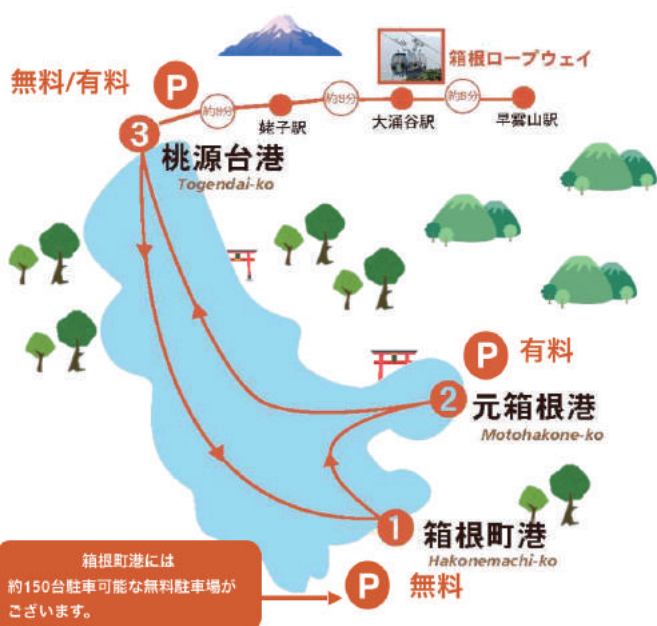 箱根ロープウェイ
無料/有料
P
約8分
姥子駅
約8分
大涌谷駅
約8分
早雲山駅
3
桃源台港
Togendai-ko
P 有料
2
元箱根港
Motohakone-ko
1
箱根町港
Hakonemachi-ko
箱根町港には
約150台駐車可能な無料駐車場が
ございます。
P 無料